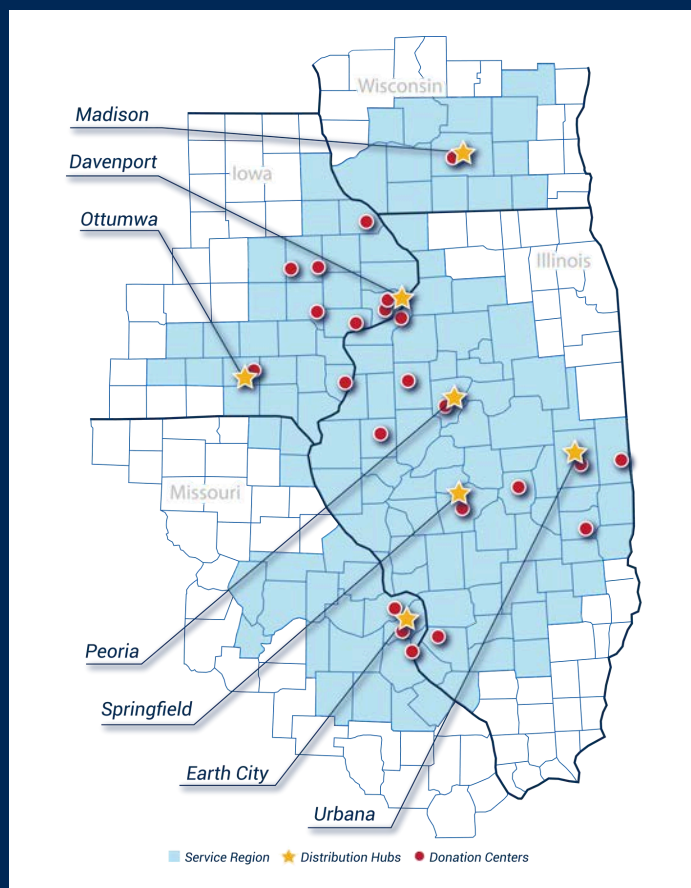 Wisconsin
Madison
Davenport
Iowa
Ottumwa
Illinois
Missouri
Peoria
Springfield
Earth City
Urbana
Service Region
Distribution Hubs
Donation Centers